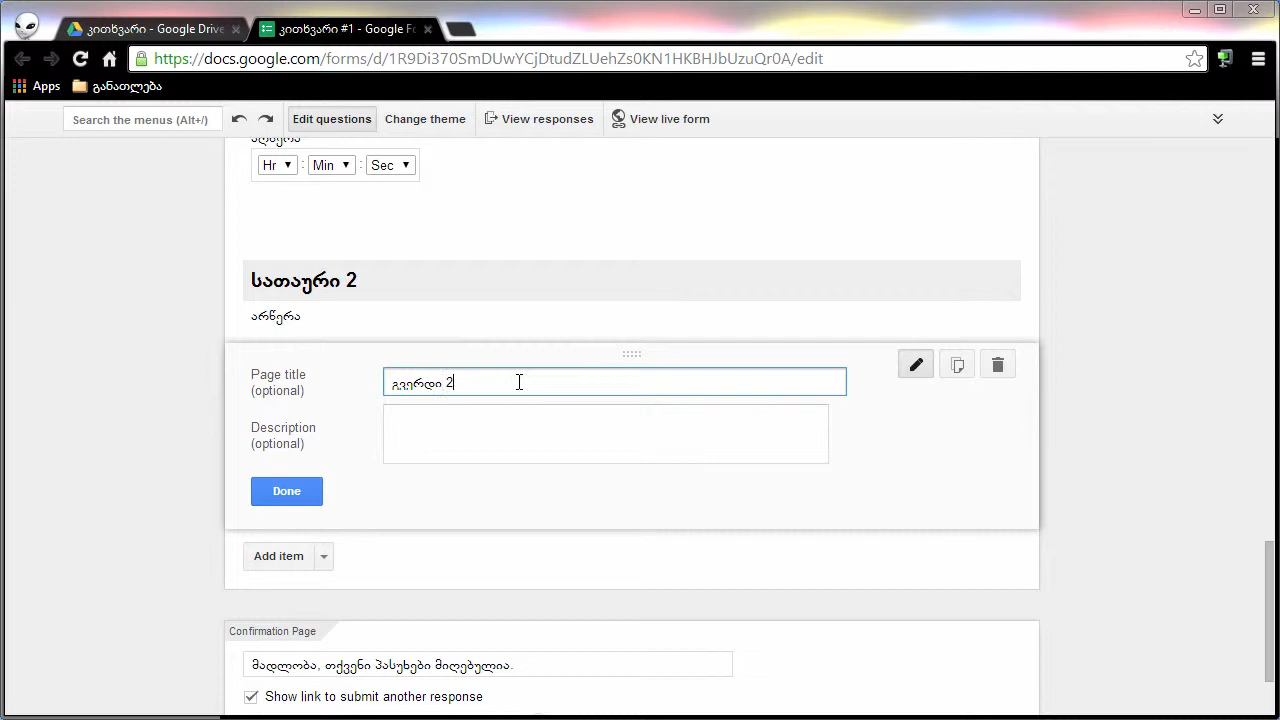 კითხვარი - Google Drive
კითხვარი #1 - Google Fo
https://docs.google.com/forms/d/1R9Di370SmDUwYCjDtudZLUehZs0KN1HKBHJbUzuQr0A/edit
Apps
განათლება
Search the menus (Alt+/)
Edit questions
Change theme
View responses
View live form
აღწერა
Hr : Min : Sec
სათაური 2
არწერა
Page title
(optional)
გვერდი 2
Description
(optional)
Done
Add item
Confirmation Page
მადლობა, თქვენი პასუხები მიღებულია.
Show link to submit another response